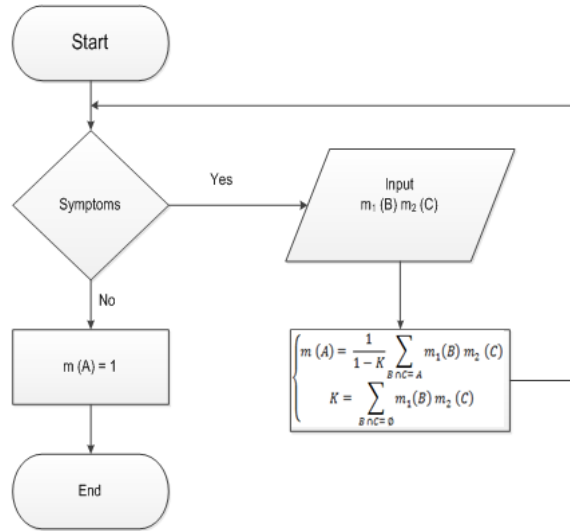 Start
Symptoms
Yes
Input
m₁ (B) m₂ (C)
No
m (A) = 1
m (A) = 1 / 1 − K ∑ B ∩C= A m₁(B) m₂ (C)
K = ∑ B ∩C= ∅ m₁(B) m₂ (C)
End